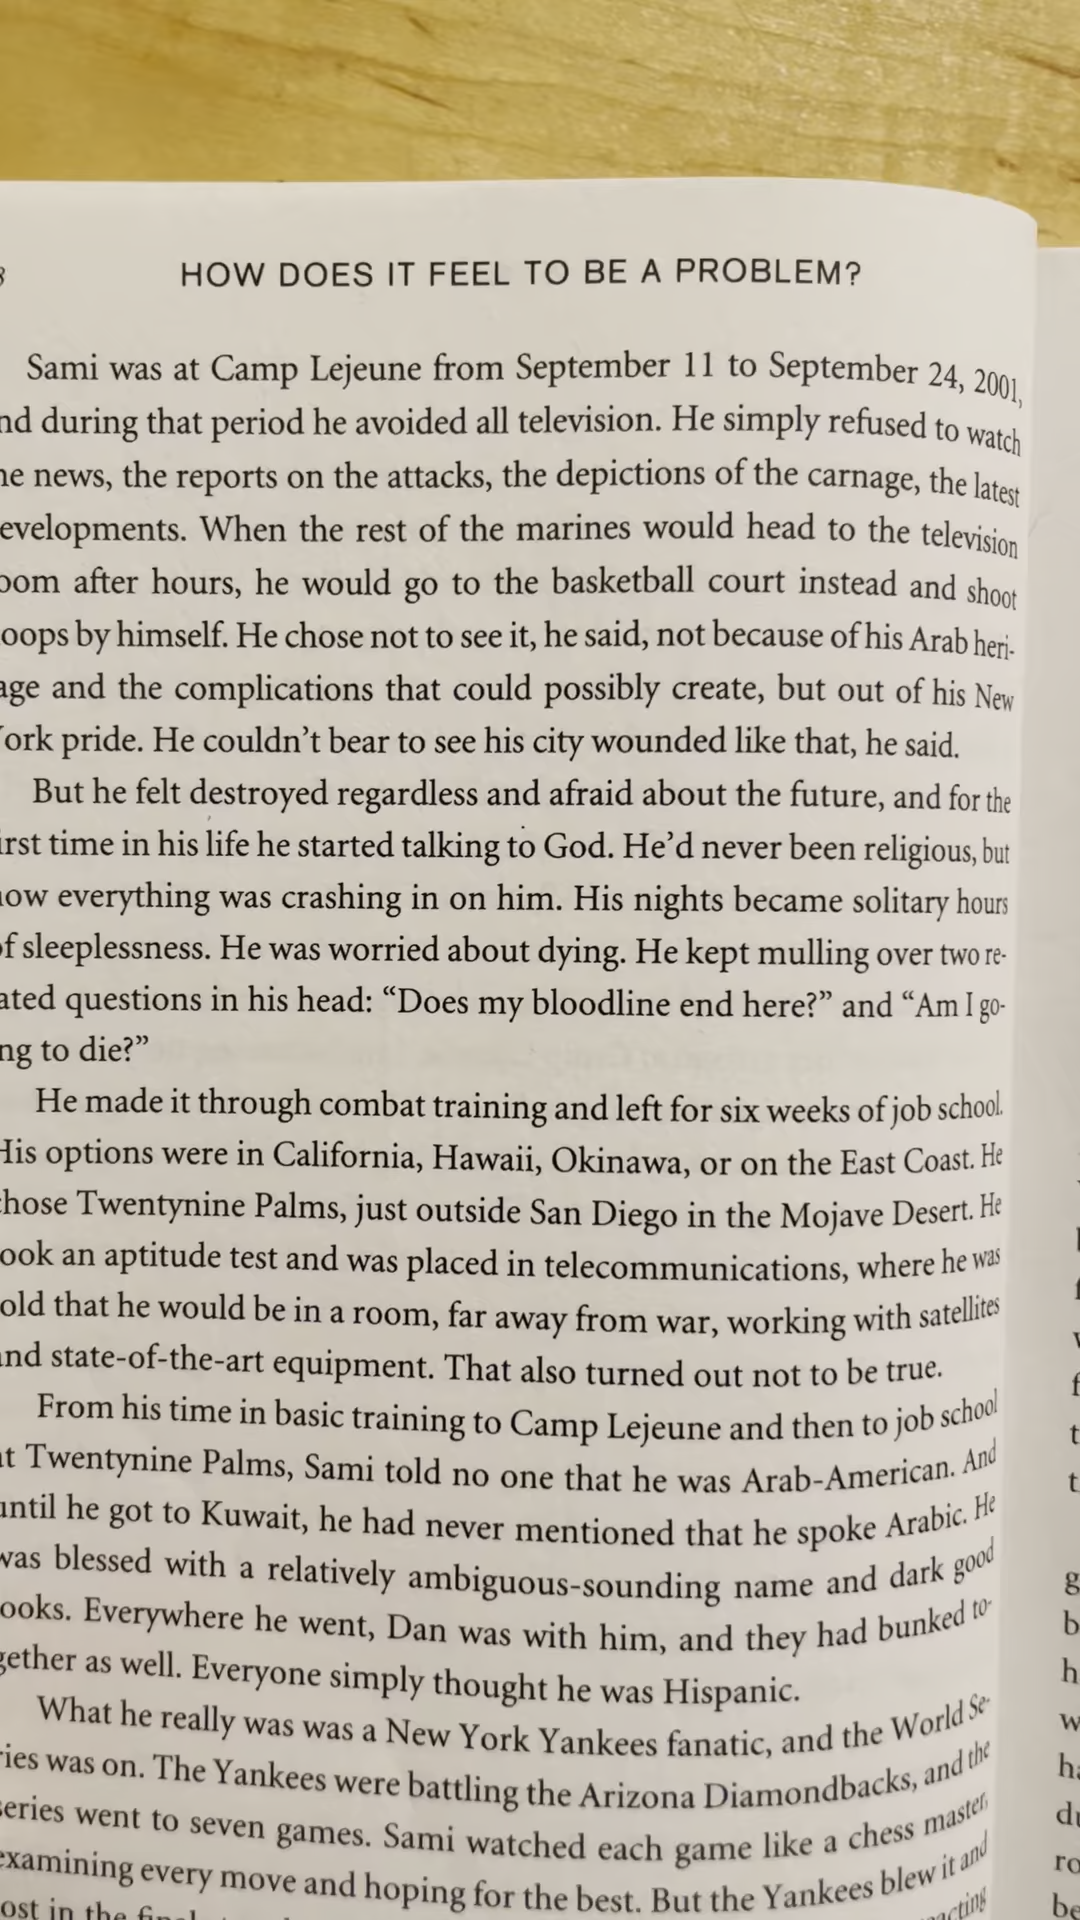 HOW DOES IT FEEL TO BE A PROBLEM?
Sami was at Camp Lejeune from September 11 to September 24, 2001,
nd during that period he avoided all television. He simply refused to watch
he news, the reports on the attacks, the depictions of the carnage, the latest
evelopments. When the rest of the marines would head to the television
oom after hours, he would go to the basketball court instead and shoot
oops by himself. He chose not to see it, he said, not because of his Arab heri-
age and the complications that could possibly create, but out of his New
ork pride. He couldn't bear to see his city wounded like that, he said.
But he felt destroyed regardless and afraid about the future, and for the
irst time in his life he started talking to God. He'd never been religious, but
now everything was crashing in on him. His nights became solitary hours
of sleeplessness. He was worried about dying. He kept mulling over two re-
ated questions in his head: "Does my bloodline end here?" and "Am I go-
ng to die?"
He made it through combat training and left for six weeks of job school.
His options were in California, Hawaii, Okinawa, or on the East Coast. He
chose Twentynine Palms, just outside San Diego in the Mojave Desert. He
ook an aptitude test and was placed in telecommunications, where he was
old that he would be in a room, far away from war, working with satellites
and state-of-the-art equipment. That also turned out not to be true.
From his time in basic training to Camp Lejeune and then to job school
at Twentynine Palms, Sami told no one that he was Arab-American. And
until he got to Kuwait, he had never mentioned that he spoke Arabic. He
was blessed with a relatively ambiguous-sounding name and dark good
ooks. Everywhere he went, Dan was with him, and they had bunked to-
gether as well. Everyone simply thought he was Hispanic.
What he really was was a New York Yankees fanatic, and the World Se-
ries was on. The Yankees were battling the Arizona Diamondbacks, and the
series went to seven games. Sami watched each game like a chess master,
examining every move and hoping for the best. But the Yankees blew it and
ost in the